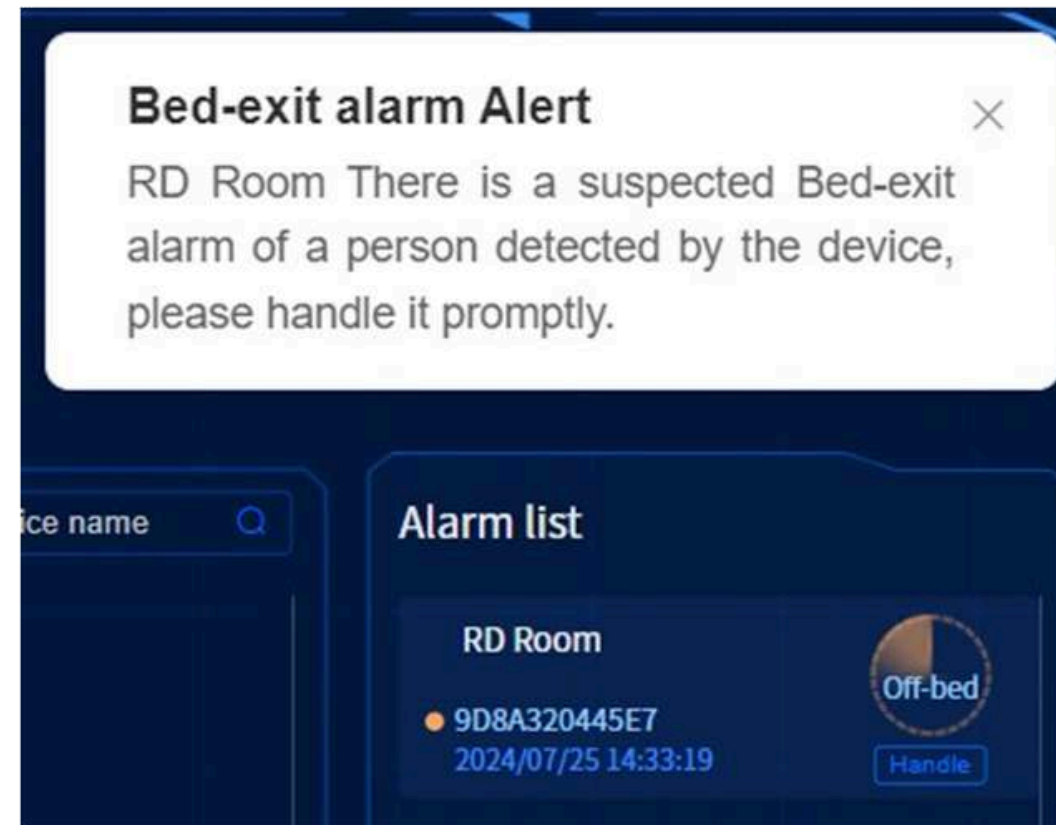 Bed-exit alarm Alert
RD Room There is a suspected Bed-exit
alarm of a person detected by the device,
please handle it promptly.
ice name
Alarm list
RD Room
Off-bed
9D8A320445E7
2024/07/25 14:33:19
Handle